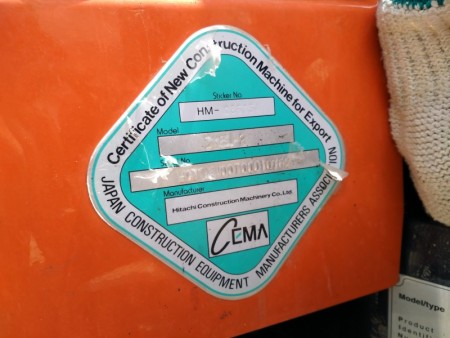 Certificate of New Construction Machine for Export
Sticker No
HM-
Model
No
Manufacturer
Hitachi Construction Machinery Co., Ltd.
CEMA
JAPAN CONSTRUCTION EQUIPMENT MANUFACTURERS ASSOCIATION
Model/type
Product